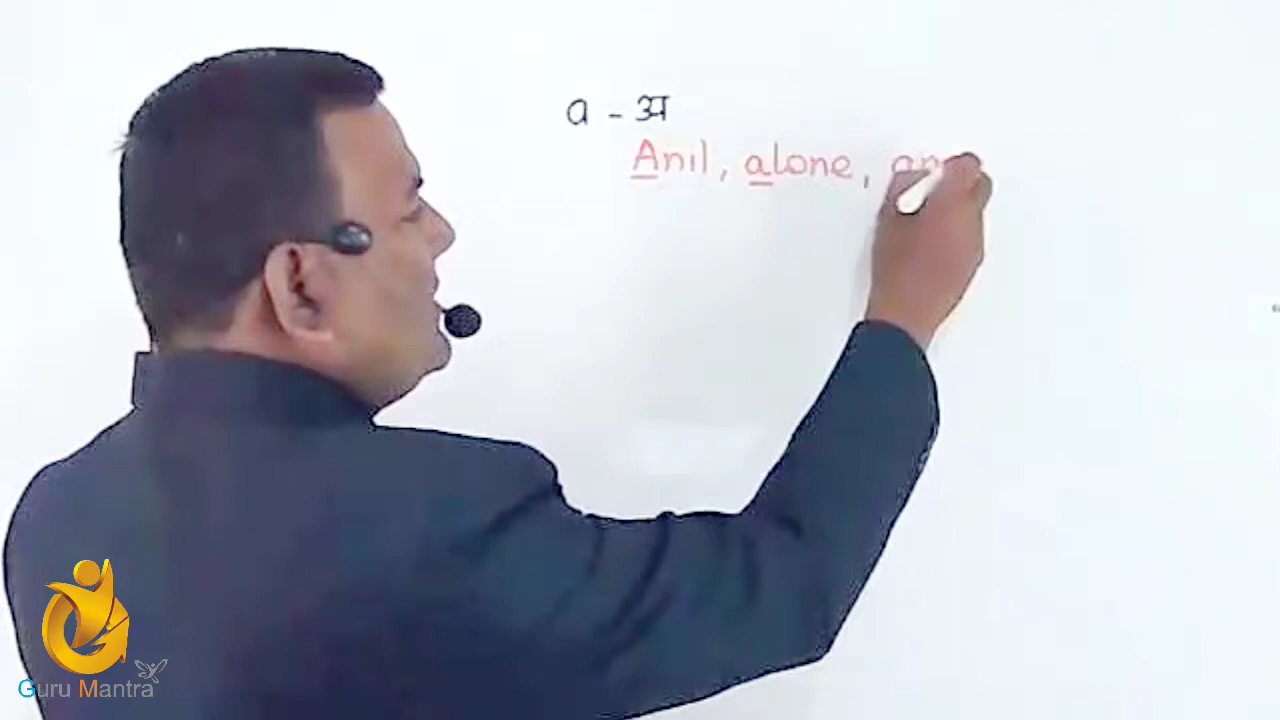 a - अ
Anil, alone,
Guru Mantra